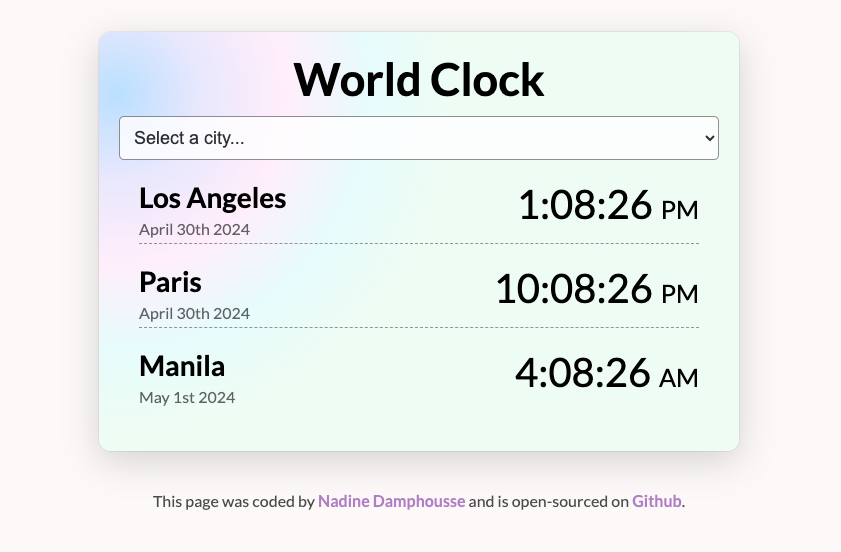 World Clock
Select a city...
Los Angeles
1:08:26 PM
April 30th 2024
Paris
10:08:26 PM
April 30th 2024
Manila
4:08:26 AM
May 1st 2024
This page was coded by Nadine Damphousse and is open-sourced on Github.